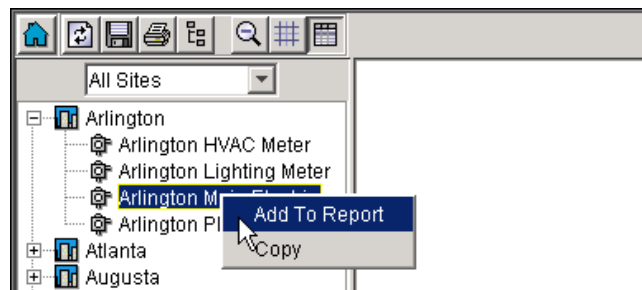 All Sites
Arlington
Arlington HVAC Meter
Arlington Lighting Meter
Arlington
Add To Report
Arlington
Copy
Atlanta
Augusta